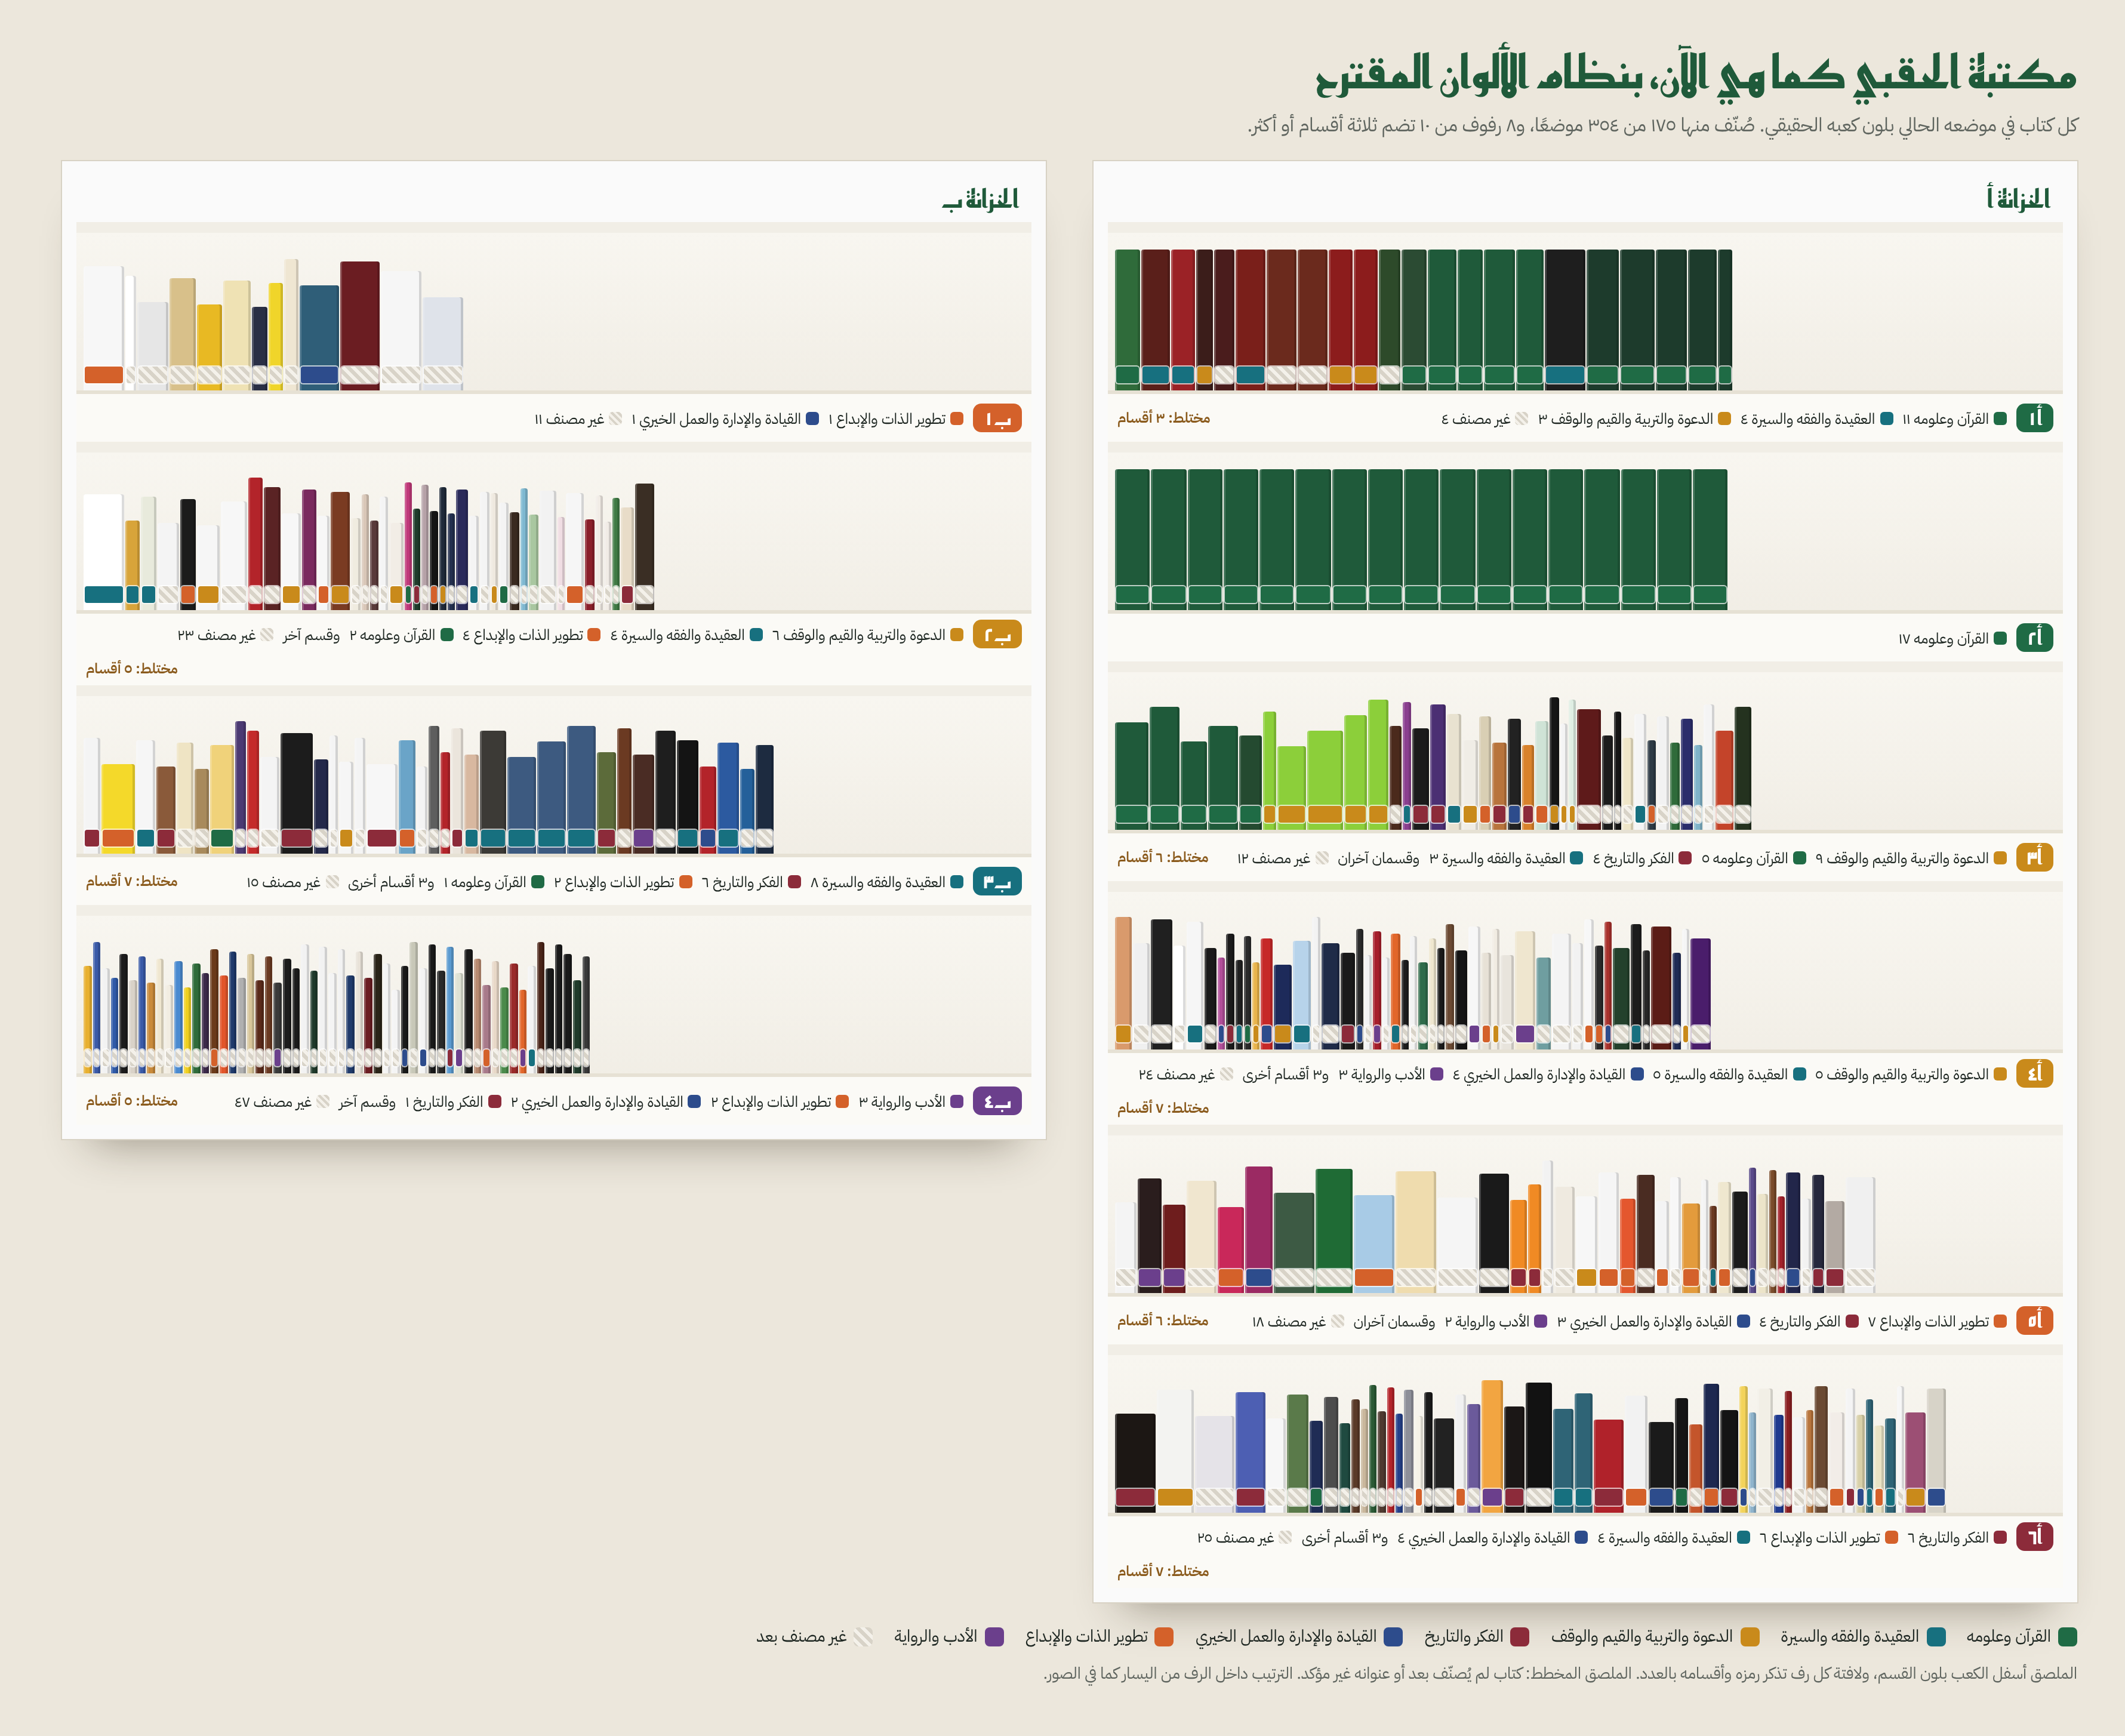 مكتبة الحقبي كما هي الآن، بنظام الألوان المقترح
كل كتاب في موضعه الحالي بلون كعبه الحقيقي. صُنّف منها ١٧٥ من ٣٥٤ موضعًا، و٨ رفوف من ١٠ تضم ثلاثة أقسام أو أكثر.
الخزانة أ
أ١ القرآن وعلومه ١١ العقيدة والفقه والسيرة ٤ الدعوة والتربية والقيم والوقف ٣ غير مصنف ٤ مختلط: ٣ أقسام
أ٢ القرآن وعلومه ١٧
أ٣ الدعوة والتربية والقيم والوقف ٩ القرآن وعلومه ٥ الفكر والتاريخ ٤ العقيدة والفقه والسيرة ٣ وقسمان آخران غير مصنف ١٢ مختلط: ٦ أقسام
أ٤ الدعوة والتربية والقيم والوقف ٥ العقيدة والفقه والسيرة ٥ القيادة والإدارة والعمل الخيري ٤ الأدب والرواية ٣ و٣ أقسام أخرى غير مصنف ٢٤
مختلط: ٧ أقسام
أ٥ تطوير الذات والإبداع ٧ الفكر والتاريخ ٤ القيادة والإدارة والعمل الخيري ٣ الأدب والرواية ٢ وقسمان آخران غير مصنف ١٨ مختلط: ٦ أقسام
أ٦ الفكر والتاريخ ٦ تطوير الذات والإبداع ٦ العقيدة والفقه والسيرة ٤ القيادة والإدارة والعمل الخيري ٤ و٣ أقسام أخرى غير مصنف ٢٥
مختلط: ٧ أقسام
الخزانة ب
ب١ تطوير الذات والإبداع ١ القيادة والإدارة والعمل الخيري ١ غير مصنف ١١
ب٢ الدعوة والتربية والقيم والوقف ٦ العقيدة والفقه والسيرة ٤ تطوير الذات والإبداع ٤ القرآن وعلومه ٢ وقسم آخر غير مصنف ٢٣
مختلط: ٥ أقسام
ب٣ العقيدة والفقه والسيرة ٨ الفكر والتاريخ ٦ تطوير الذات والإبداع ٢ القرآن وعلومه ١ و٣ أقسام أخرى غير مصنف ١٥ مختلط: ٧ أقسام
ب٤ الأدب والرواية ٣ تطوير الذات والإبداع ٢ القيادة والإدارة والعمل الخيري ٢ الفكر والتاريخ ١ وقسم آخر غير مصنف ٤٧ مختلط: ٥ أقسام
القرآن وعلومه العقيدة والفقه والسيرة الدعوة والتربية والقيم والوقف الفكر والتاريخ القيادة والإدارة والعمل الخيري تطوير الذات والإبداع الأدب والرواية غير مصنف بعد
الملصق أسفل الكعب بلون القسم، ولافتة كل رف تذكر رمزه وأقسامه بالعدد. الملصق المخطط: كتاب لم يُصنّف بعد أو عنوانه غير مؤكد. الترتيب داخل الرف من اليسار كما في الصور.